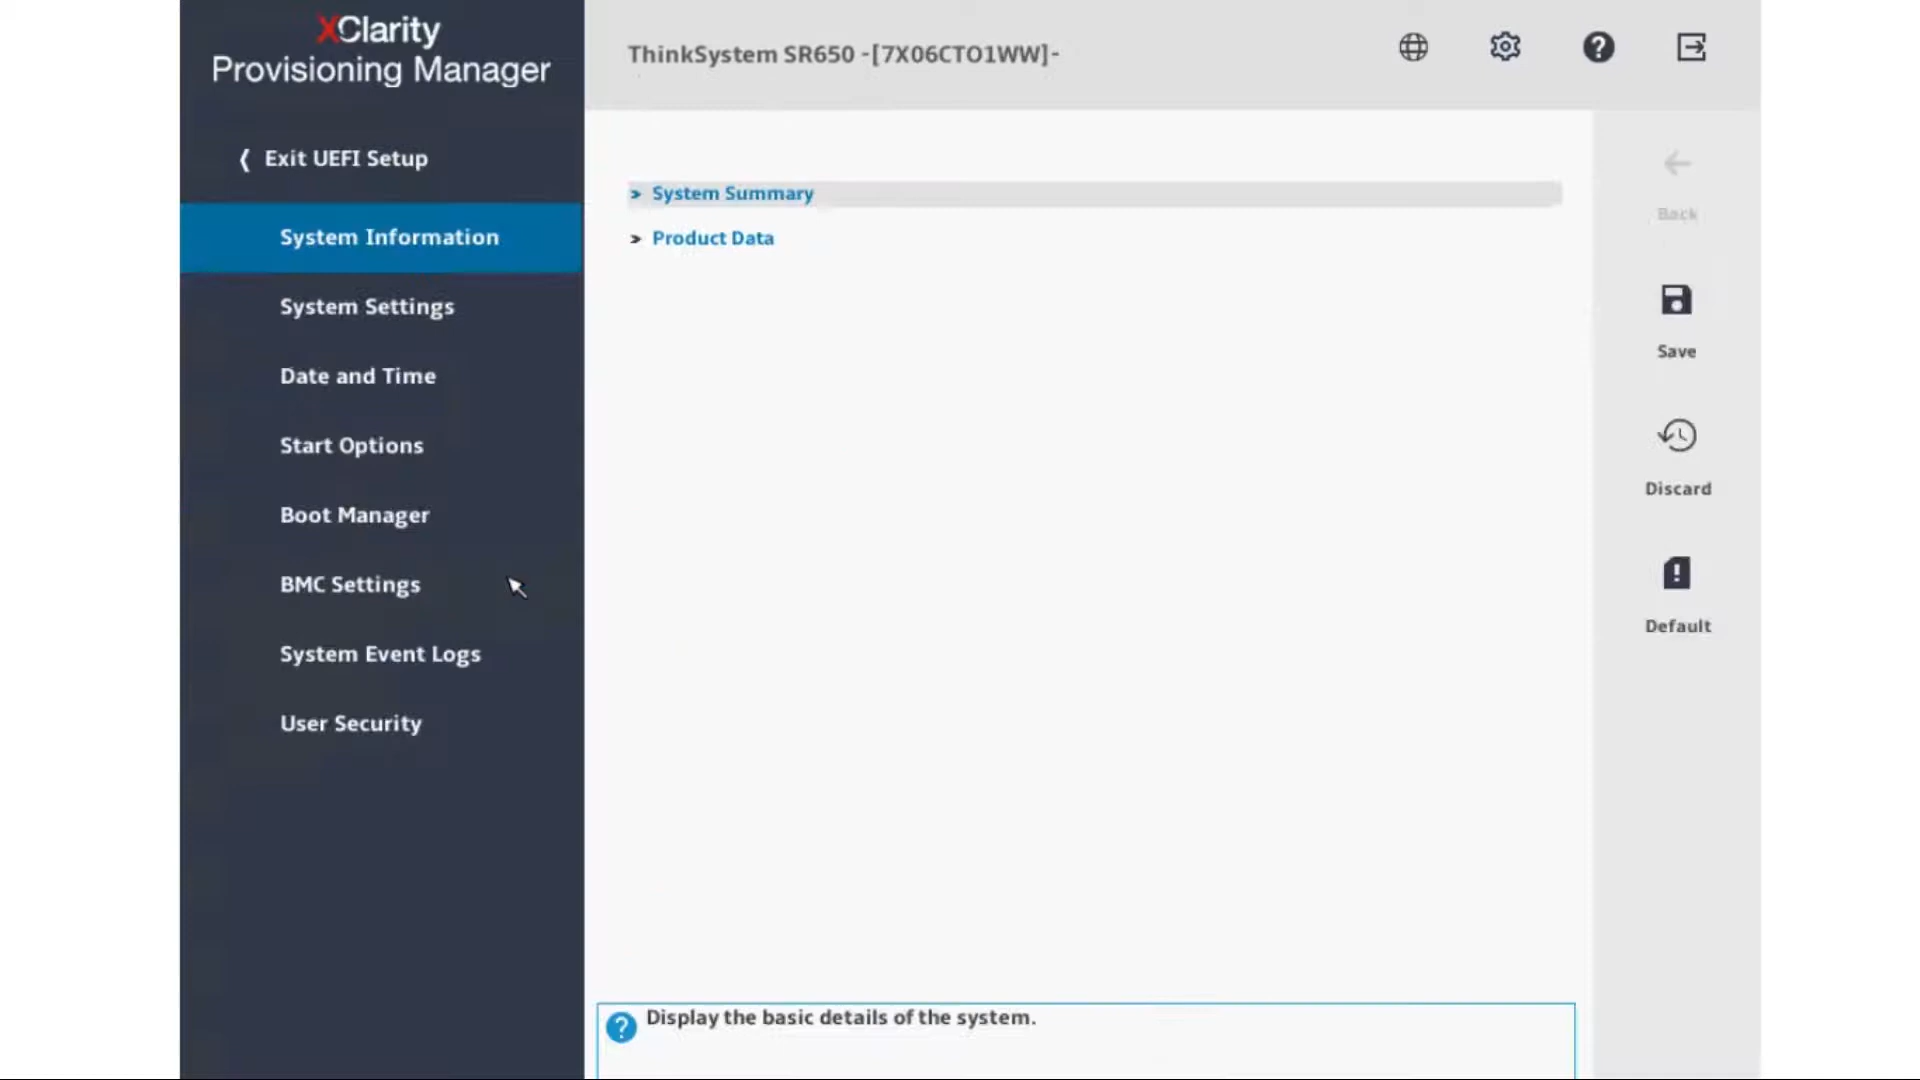 XClarity
Provisioning Manager
ThinkSystem SR650 -[7X06CTO1WW]-
Exit UEFI Setup
System Information
System Settings
Date and Time
Start Options
Boot Manager
BMC Settings
System Event Logs
User Security
System Summary
Product Data
Back
Save
Discard
Default
Display the basic details of the system.